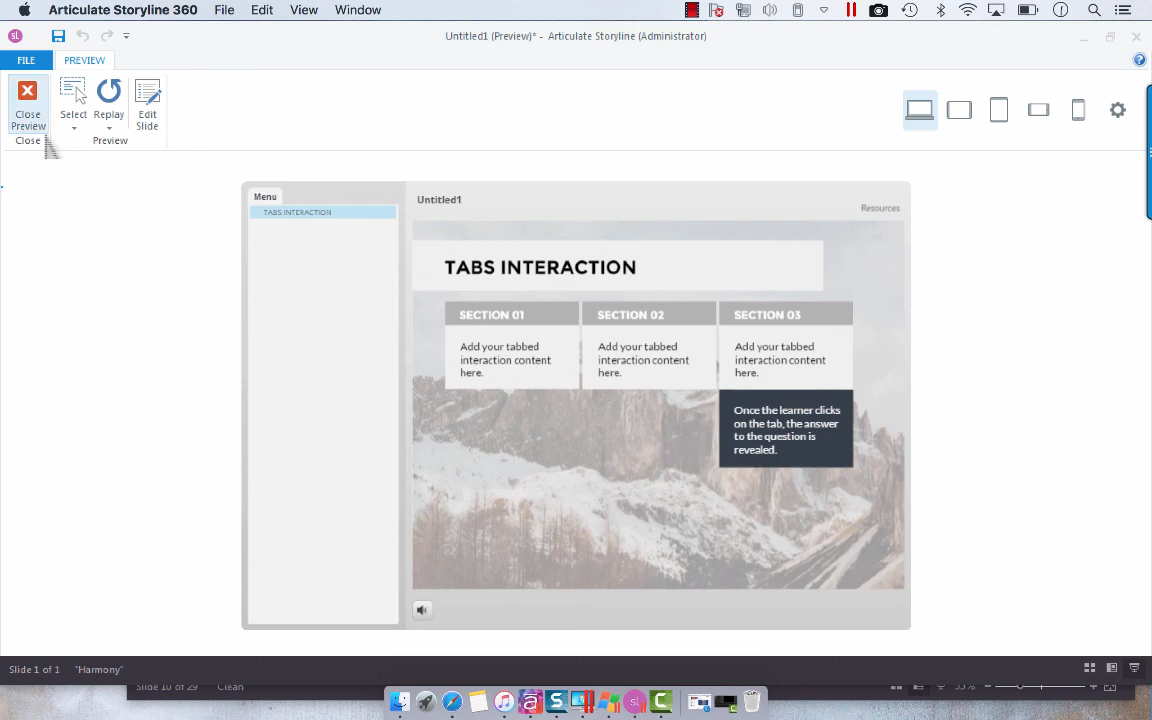 Articulate Storyline 360 File Edit View Window
Untitled1 (Preview)* - Articulate Storyline (Administrator)
FILE PREVIEW
Close Preview
Select
Replay
Edit Slide
Close
Preview
Menu
TABS INTERACTION
Untitled1
Resources
TABS INTERACTION
SECTION 01
Add your tabbed
interaction content
here.
SECTION 02
Add your tabbed
interaction content
here.
SECTION 03
Add your tabbed
interaction content
here.
Once the learner clicks
on the tab, the answer
to the question is
revealed.
Slide 1 of 1 "Harmony"
Slide 10 of 29 Clean